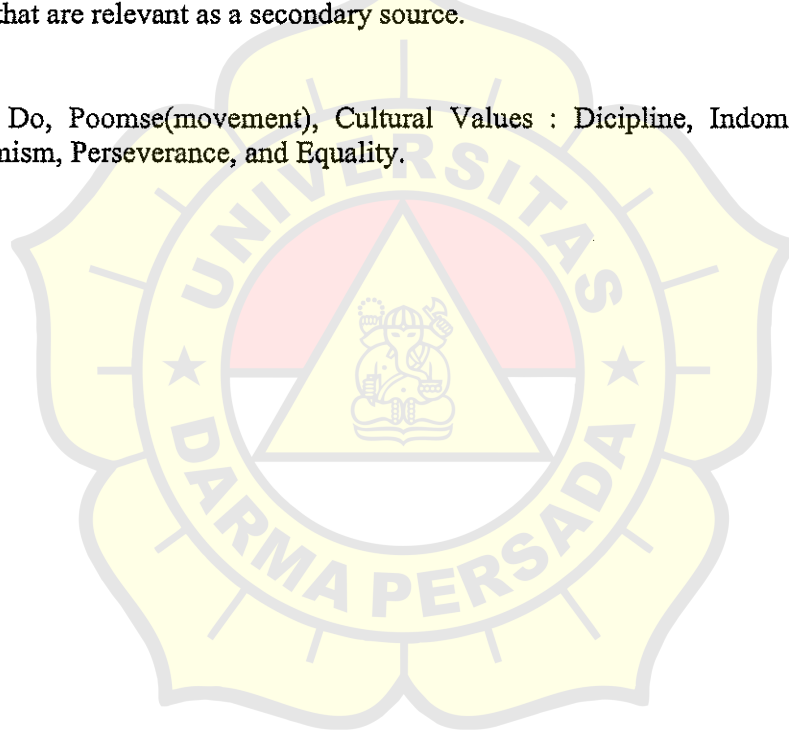 that are relevant as a secondary source.
Do, Poomse(movement), Cultural Values : Dicipline, Indom
nism, Perseverance, and Equality.
UNIVERSITAS
DARMA PERSADA